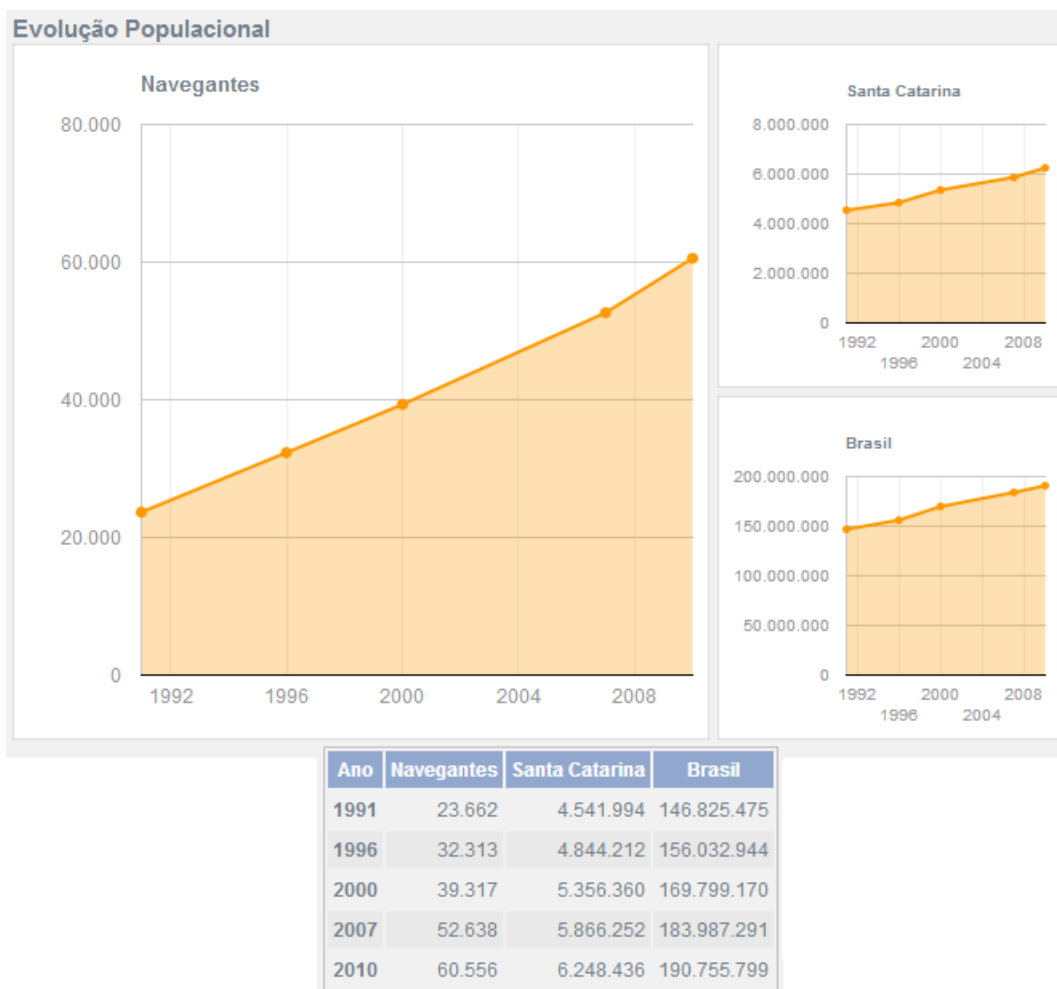 Evolução Populacional
Navegantes
80.000
60.000
40.000
20.000
0
1992 1996 2000 2004 2008
Santa Catarina
8.000.000
6.000.000
4.000.000
2.000.000
0
1992 2000 2008
1996 2004
Brasil
200.000.000
150.000.000
100.000.000
50.000.000
0
1992 2000 2008
1996 2004
Ano Navegantes Santa Catarina Brasil
1991 23.662 4.541.994 146.825.475
1996 32.313 4.844.212 156.032.944
2000 39.317 5.356.360 169.799.170
2007 52.638 5.866.252 183.987.291
2010 60.556 6.248.436 190.755.799